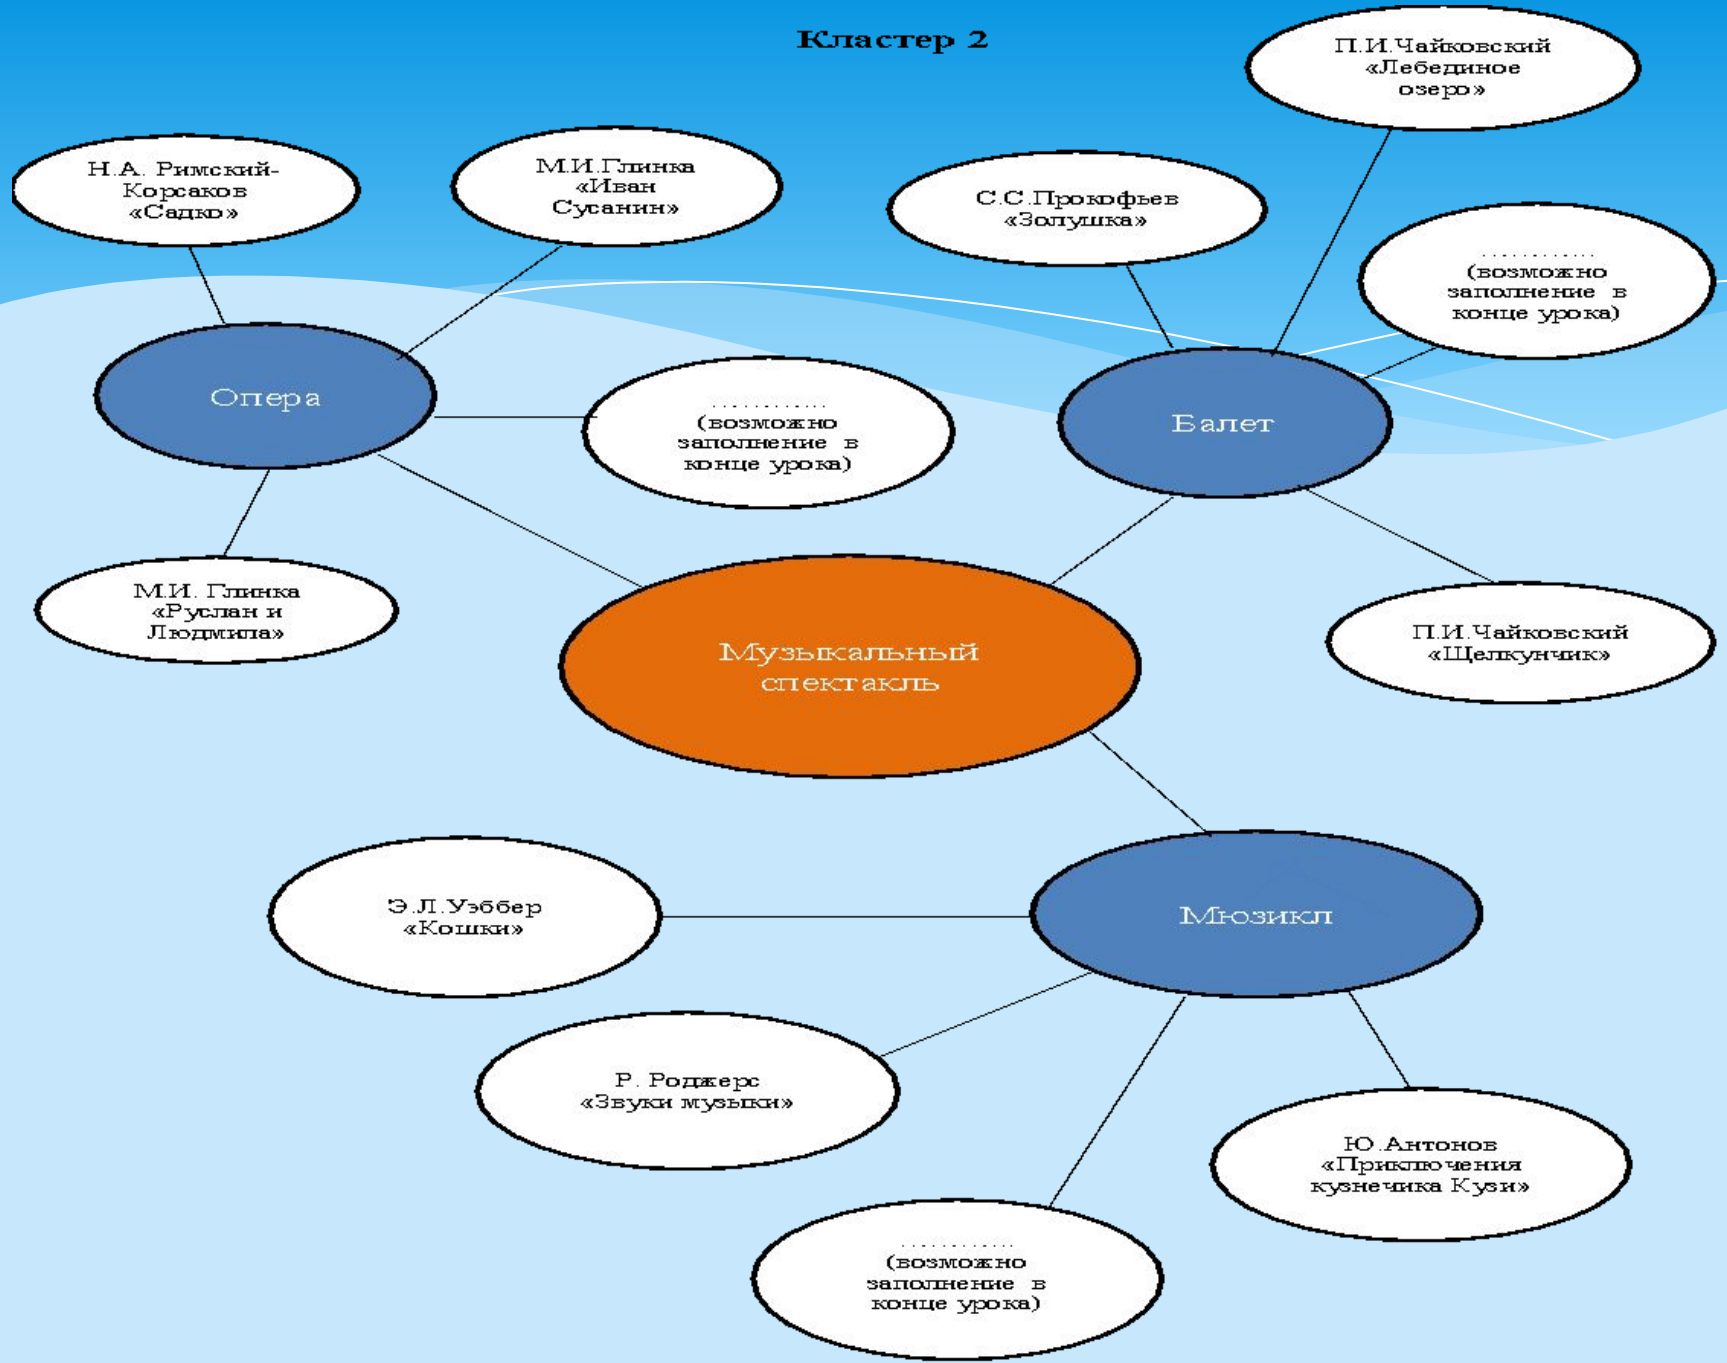 Кластер 2
П.И.Чайковский
«Лебединое
озеро»
Н.А. Римский-
Корсаков
«Садко»
М.И.Глинка
«Иван
Сусанин»
С.С.Прокофьев
«Золушка»
.............
(возможно
заполнение в
конце урока)
Опера
.............
(возможно
заполнение в
конце урока)
Балет
М.И. Глинка
«Руслан и
Людмила»
П.И.Чайковский
«Щелкунчик»
Музыкальный
спектакль
Э.Л.Уэббер
«Кошки»
Мюзикл
Р. Роджерс
«Звуки музыки»
Ю.Антонов
«Приключения
кузнечика Кузи»
.............
(возможно
заполнение в
конце урока)